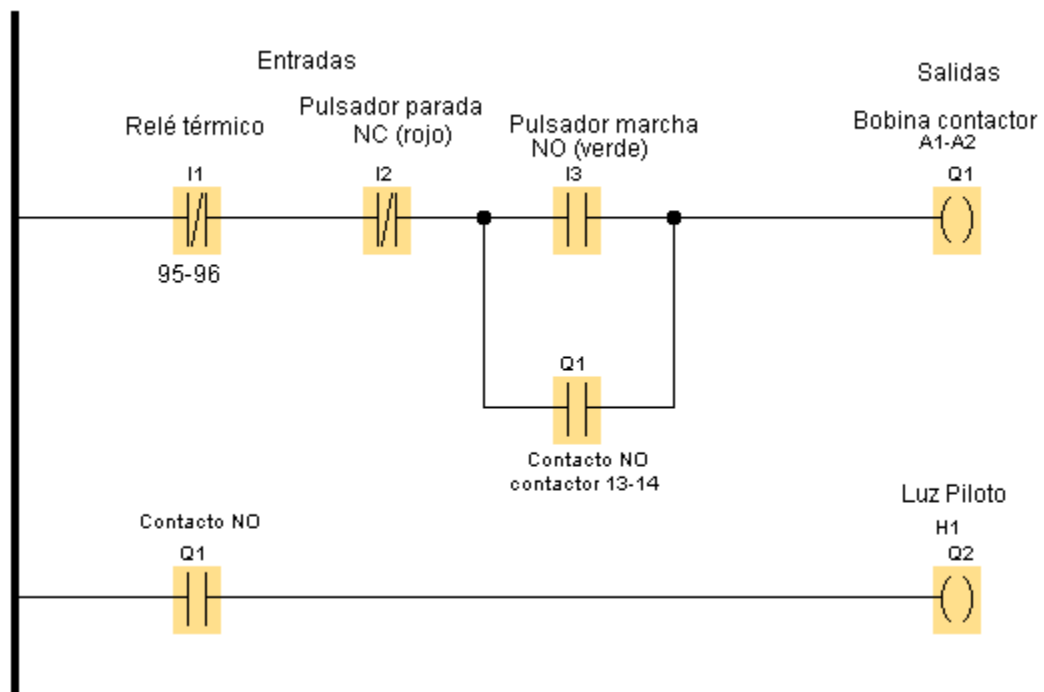 Entradas
Salidas
Relé térmico
Pulsador parada
NC (rojo)
Pulsador marcha
NO (verde)
Bobina contactor
A1-A2
I1
I2
I3
Q1
95-96
Q1
Contacto NO
contactor 13-14
Luz Piloto
H1
Contacto NO
Q1
Q2